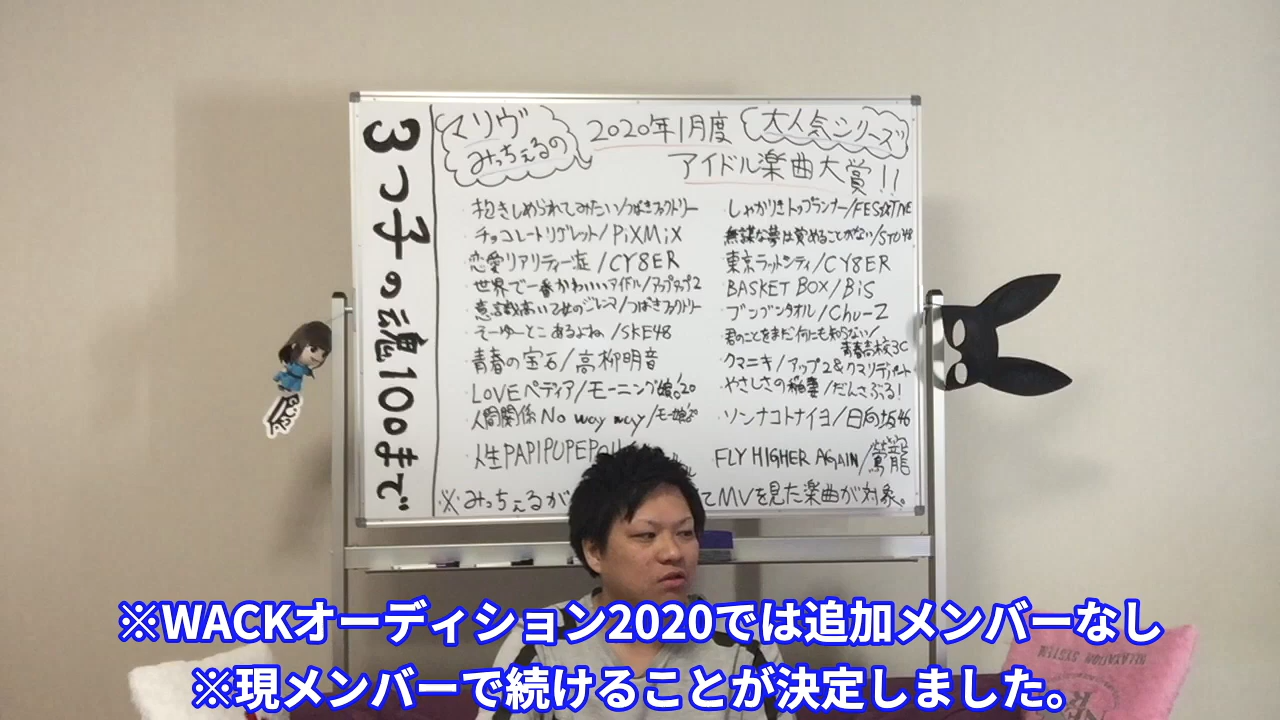 3つ子の魂100まで
マリヴ
みっちぇるの
2020年1月度
大人気シリーズ
アイドル楽曲大賞!!
・抱きしめられてみたい/つばきファクトリー
・チョコレートリグレット/PiXMiX
・恋愛リアリティー症/CY8ER
・世界で一番かわいいアイドル/アップアップ2
・意識高い乙女のジレンマ/つばきファクトリー
・そーゆーとこあるよね/SKE48
・青春の宝石/高柳明音
・LOVEペディア/モーニング娘。'20
・人間関係No way way/モー娘。'20
・人生PAPIPUPEPO
・しゃかりきトップランナー/FES☆TIVE
・無謀な夢は覚めることがない/STU48
・東京ラットシティ/CY8ER
・BASKET BOX/BiS
・ブンブンタオル/Chu-Z
・君のことをまだ何にも知らない/
青春高校3C
・クマニキ/アップ2&クマリデパート
・やさしさの稲妻/だんさぶる!
・ソンナコトナイヨ/日向坂46
FLY HIGHER AGAIN/鶯籠
※みっちぇるが てMVを見た楽曲が対象。
RELAXATION SYSTEM
※WACKオーディション2020では追加メンバーなし
※現メンバーで続けることが決定しました。